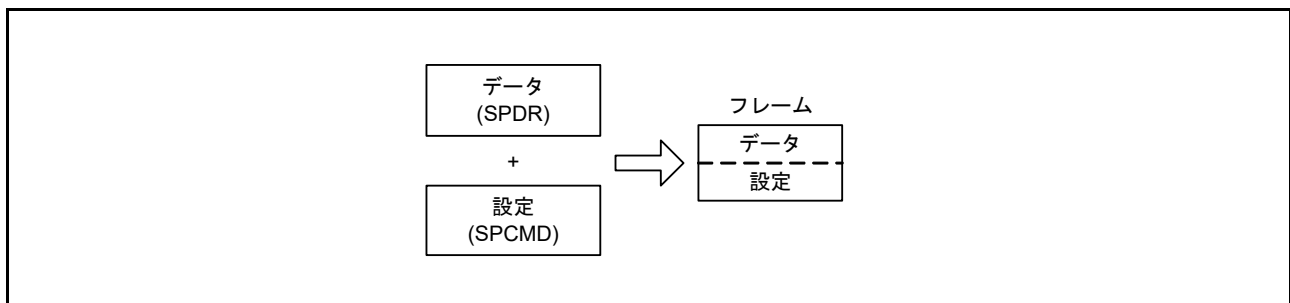 データ
(SPDR)
+
設定
(SPCMD)
フレーム
データ
設定